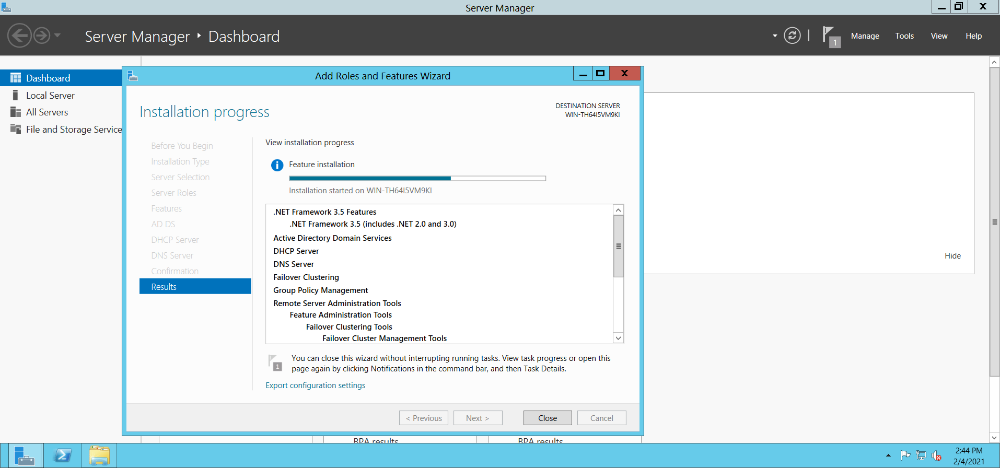 Server Manager
Server Manager Dashboard
1
Manage
Tools
View
Help
Dashboard
Local Server
All Servers
File and Storage Service
Add Roles and Features Wizard
Installation progress
DESTINATION SERVER
WIN-TH64I5VM9KI
Before You Begin
Installation Type
Server Selection
Server Roles
Features
AD DS
DHCP Server
DNS Server
Confirmation
Results
View installation progress
Feature installation
Installation started on WIN-TH64I5VM9KI
.NET Framework 3.5 Features
.NET Framework 3.5 (includes .NET 2.0 and 3.0)
Active Directory Domain Services
DHCP Server
DNS Server
Failover Clustering
Group Policy Management
Remote Server Administration Tools
Feature Administration Tools
Failover Clustering Tools
Failover Cluster Management Tools
1
You can close this wizard without interrupting running tasks. View task progress or open this
page again by clicking Notifications in the command bar, and then Task Details.
Export configuration settings
< Previous
Next >
Close
Cancel
Hide
BPA results
BPA results
2:44 PM
2/4/2021